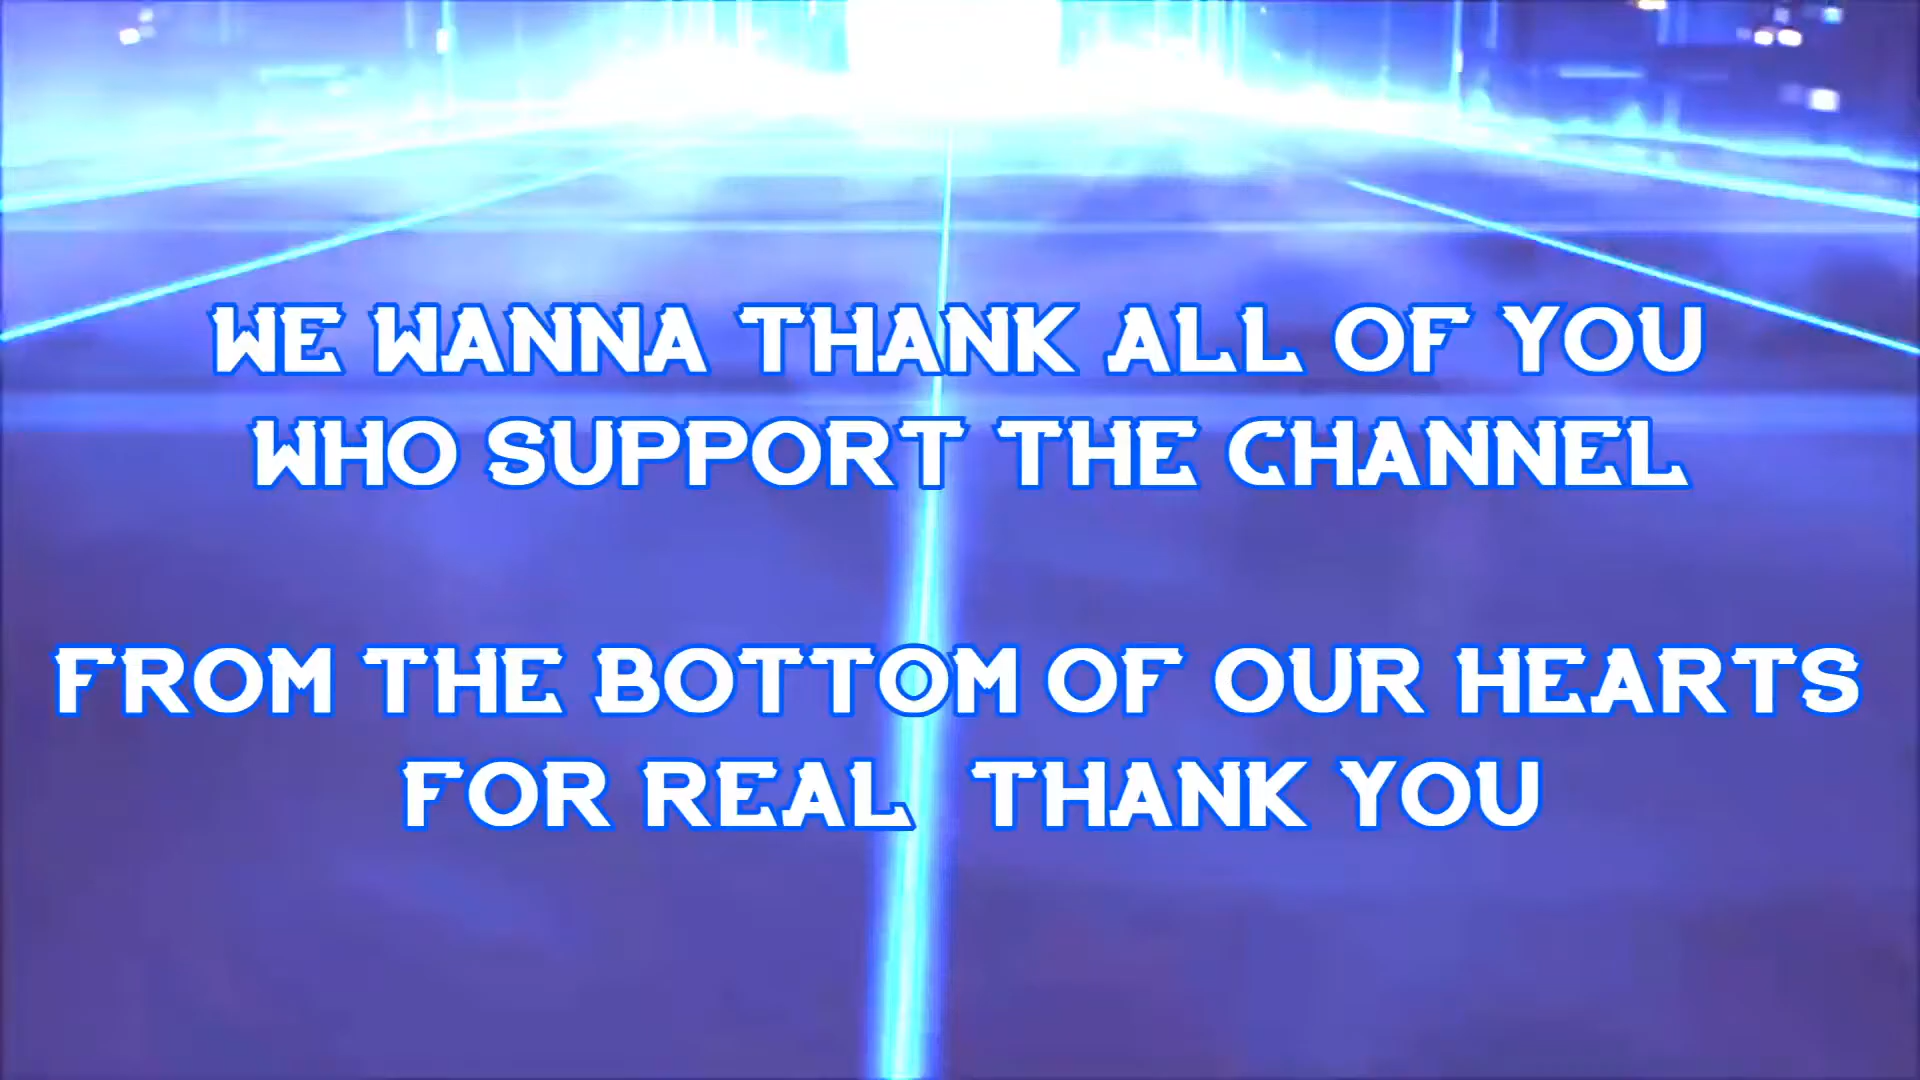 WE WANNA THANK ALL OF YOU
WHO SUPPORT THE CHANNEL
FROM THE BOTTOM OF OUR HEARTS
FOR REAL THANK YOU